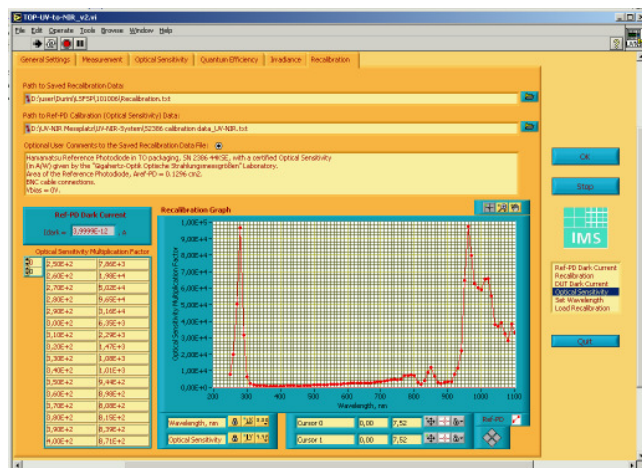 TOP-UV-to-NIR_v2.vi
File Edit Operate Tools Browse Window Help
General Settings Measurement Optical Sensitivity Quantum Efficiency Irradiance Recalibration
Path to Saved Recalibration Data:
D:\user\Durini\LSFSP\101006\Recalibration.txt
Path to Ref-PD Calibration (Optical Sensitivity) Data:
D:\UV-NIR Messplatz\UV-NIR-System\S2386 calibration data_UV-NIR.txt
Optional User Comments to the Saved Recalibration Data File:
Hamamatsu Reference Photodiode in TO packaging, SN 2386-44K5E, with a certified Optical Sensitivity
(in A/W) given by the "Gigahertz-Optik Optische Strahlungsmessgrößen" Laboratory.
Area of the Reference Photodiode, Aref-PD = 0.1296 cm2.
BNC cable connections.
Vbias = 0V.
OK
Stop
IMS
Ref-PD Dark Current
Recalibration
DUT Dark Current
Optical Sensitivity
Set Wavelength
Load Recalibration
Quit
Ref-PD Dark Current
Idark = 3,9999E-12 , A
Optical Sensitivity Multiplication Factor
2,50E+2 7,86E+3
2,60E+2 1,98E+4
2,70E+2 5,02E+4
2,80E+2 9,65E+4
2,90E+2 3,16E+4
3,00E+2 6,35E+3
3,10E+2 2,29E+3
3,20E+2 1,47E+3
3,30E+2 1,08E+3
3,40E+2 1,01E+3
3,50E+2 9,44E+2
3,60E+2 8,98E+2
3,70E+2 8,08E+2
3,80E+2 8,15E+2
3,90E+2 8,39E+2
4,00E+2 8,71E+2
Recalibration Graph
Optical Sensitivity Multiplication Factor
1,00E+5
9,00E+4
8,00E+4
7,00E+4
6,00E+4
5,00E+4
4,00E+4
3,00E+4
2,00E+4
1,00E+4
0,00E+0
200 300 400 500 600 700 800 900 1000 1100
Wavelength, nm
Wavelength, nm
Optical Sensitivity
Cursor 0 0,00 7,52
Cursor 1 0,00 7,52
Ref-PD